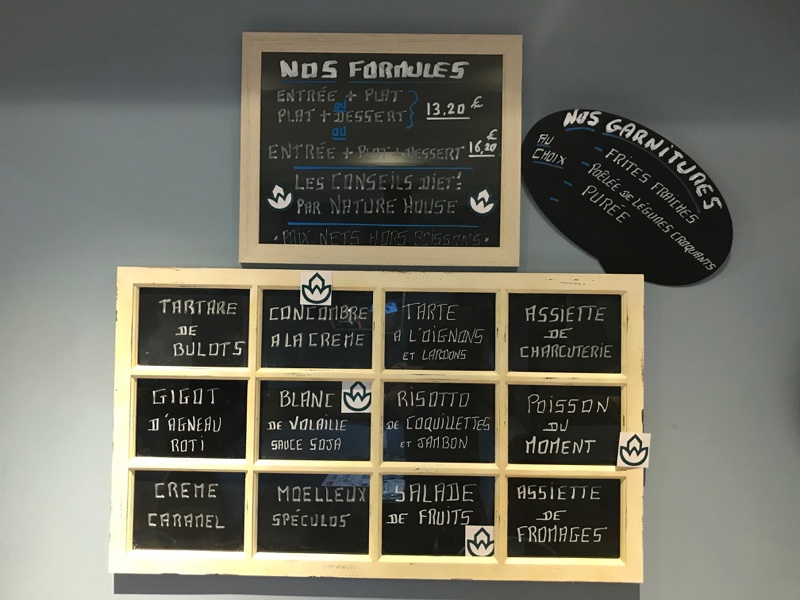 NOS FORMULES
ENTRÉE + PLAT
ou
PLAT + DESSERT
13.20 €
ou
ENTRÉE + PLAT + DESSERT 16,20 €
LES CONSEILS DIET!
PAR NATURE HOUSE
"PRIX NETS HORS BOISSONS"
NOS GARNITURES
AU CHOIX
- FRITES FRAICHES
- POÊLÉE DE LÉGUMES CROQUANTS
- PURÉE
TARTARE
DE
BULOTS
CONCOMBRE
A LA CREME
TARTE
A L'OIGNONS
ET LARDONS
ASSIETTE
DE
CHARCUTERIE
GIGOT
D'AGNEAU
ROTI
BLANC
DE VOLAILLE
SAUCE SOJA
RISOTTO
DE COQUILLETTES
ET JAMBON
POISSON
DU
MOMENT
CREME
CARAMEL
MOELLEUX
SPÉCULOS
SALADE
DE FRUITS
ASSIETTE
DE
FROMAGES